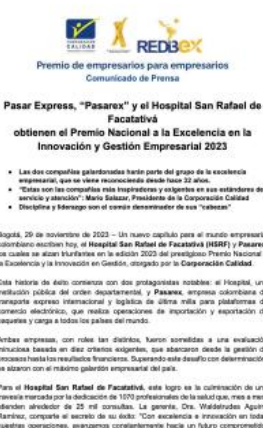 CALIDAD
REDBEX
Premio de empresarios para empresarios
Comunicado de Prensa
Pasar Express, “Pasarex” y el Hospital San Rafael de
Facatativá
obtienen el Premio Nacional a la Excelencia en la
Innovación y Gestión Empresarial 2023
• Las dos compañías galardonadas harán parte del grupo de la excelencia
empresarial, que se viene reconociendo desde hace 32 años.
• “Estas son las compañías más inspiradoras y exigentes en sus estándares de
servicio y atención”: Mario Salazar, Presidente de la Corporación Calidad
• Disciplina y liderazgo son el común denominador de sus “cabezas”
Bogotá, 29 de noviembre de 2023 – Un nuevo capítulo para el mundo empresarial
colombiano escriben hoy, el Hospital San Rafael de Facatativá (HSRF) y Pasarex,
los cuales se alzan triunfantes en la edición 2023 del prestigioso Premio Nacional
a la Excelencia y la Innovación en Gestión, otorgado por la Corporación Calidad.
Esta historia de éxito comienza con dos protagonistas notables: el Hospital, una
institución pública del orden departamental, y Pasarex, empresa colombiana de
transporte expreso internacional y logística de última milla para plataformas de
comercio electrónico, que realiza operaciones de importación y exportación de
paquetes y carga a todos los países del mundo.
Ambas empresas, con roles tan distintos, fueron sometidas a una evaluación
minuciosa basada en diez criterios exigentes, que abarcaron desde la gestión de
procesos hasta los resultados financieros. Superando este desafío con determinación
se alzaron con el máximo galardón empresarial del país.
Para el Hospital San Rafael de Facatativá, este logro es la culminación de una
travesía marcada por la dedicación de 1070 profesionales de la salud, que mes a mes
atienden alrededor de 25 mil consultas. La gerente, Dra. Waldetrudes Aguirre
Ramírez, comparte el secreto de su éxito: “Con excelencia e innovación en todas
nuestras operaciones, avanzamos constantemente hacia un futuro comprometido